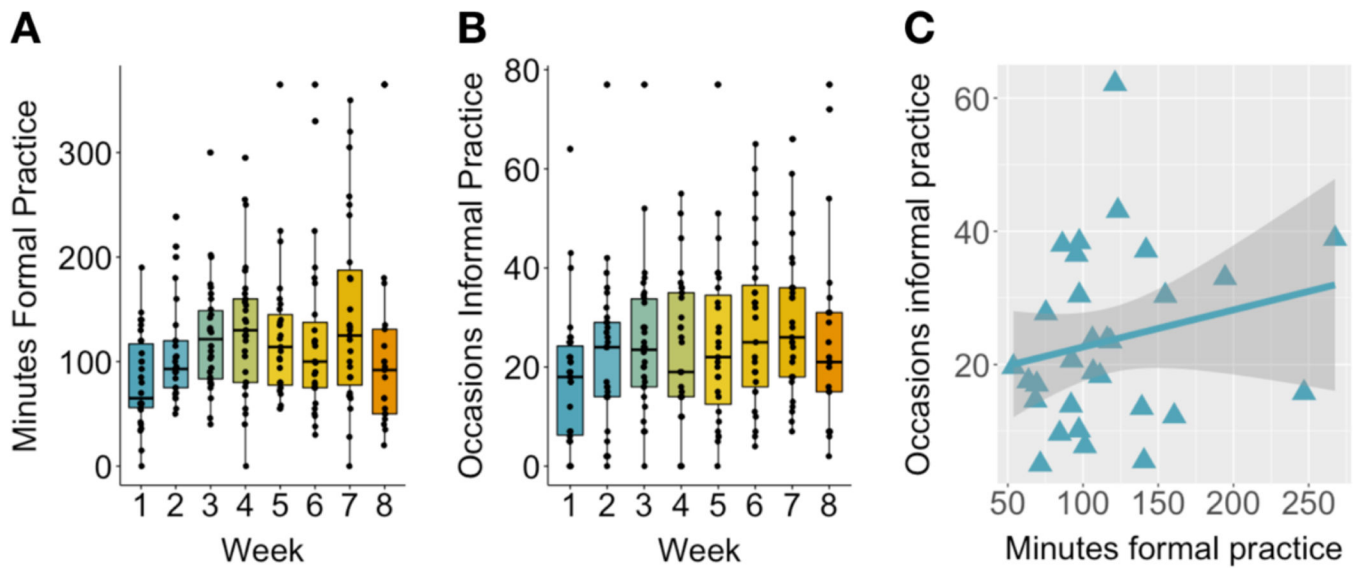 A
B
C
Minutes Formal Practice
300
200
100
0
1 2 3 4 5 6 7 8
Week
Occasions Informal Practice
80
60
40
20
0
1 2 3 4 5 6 7 8
Week
Occasions informal practice
60
40
20
50 100 150 200 250
Minutes formal practice